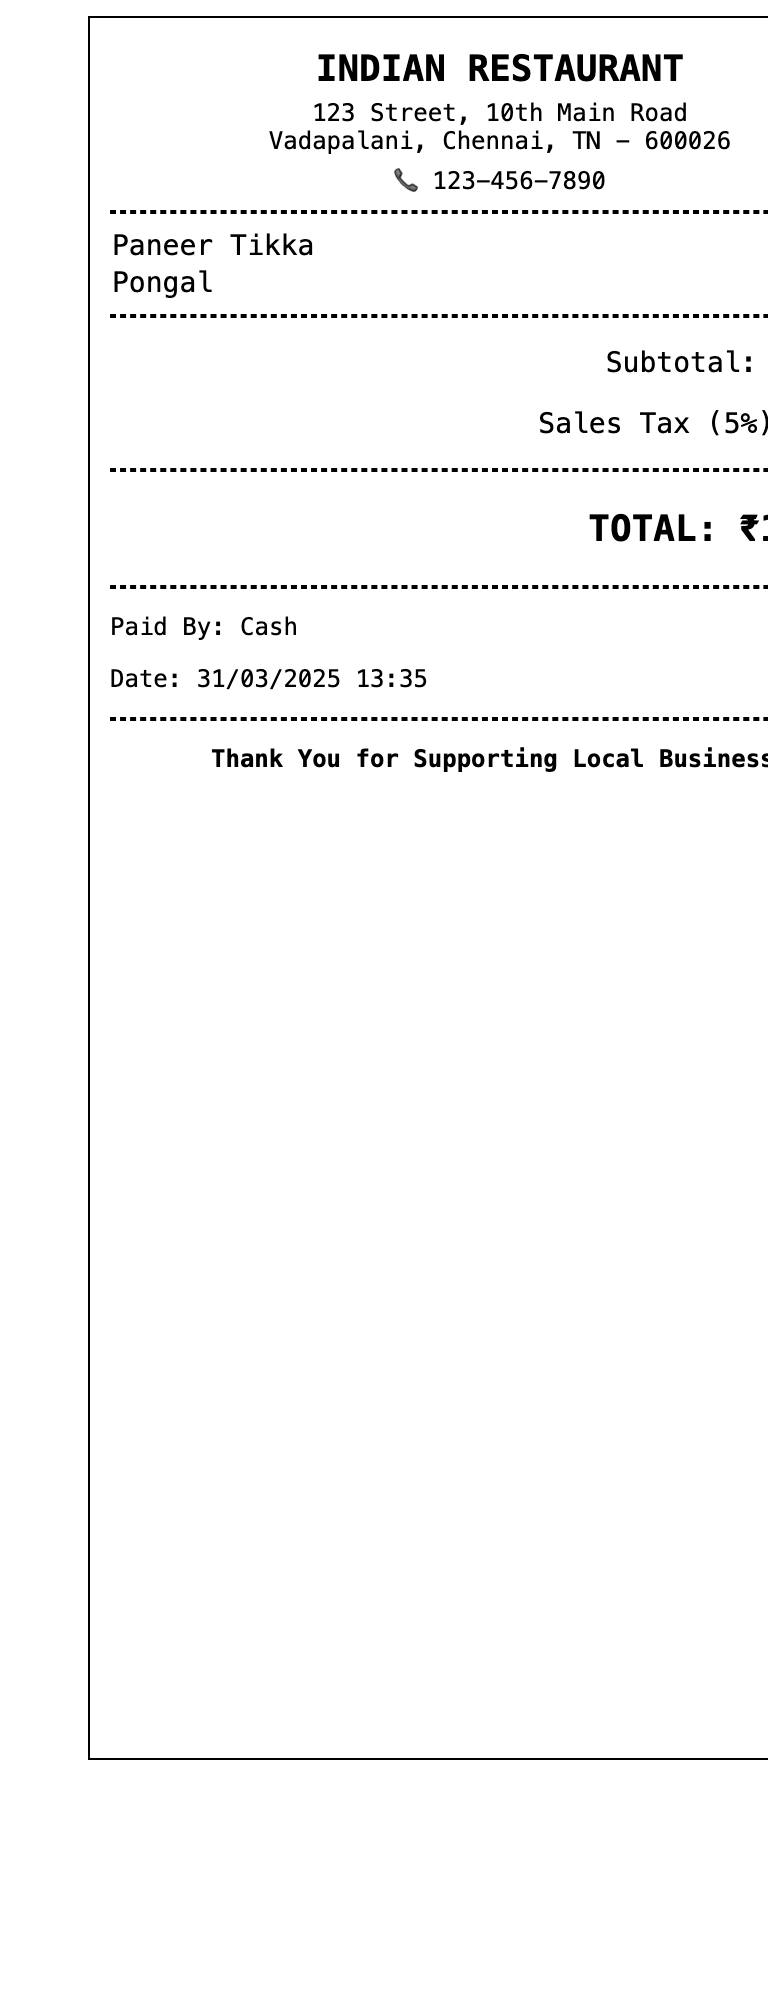 INDIAN RESTAURANT
123 Street, 10th Main Road
Vadapalani, Chennai, TN – 600026
📞 123–456–7890
Paneer Tikka
Pongal
Subtotal:
Sales Tax (5%)
TOTAL: ₹1
Paid By: Cash
Date: 31/03/2025 13:35
Thank You for Supporting Local Business